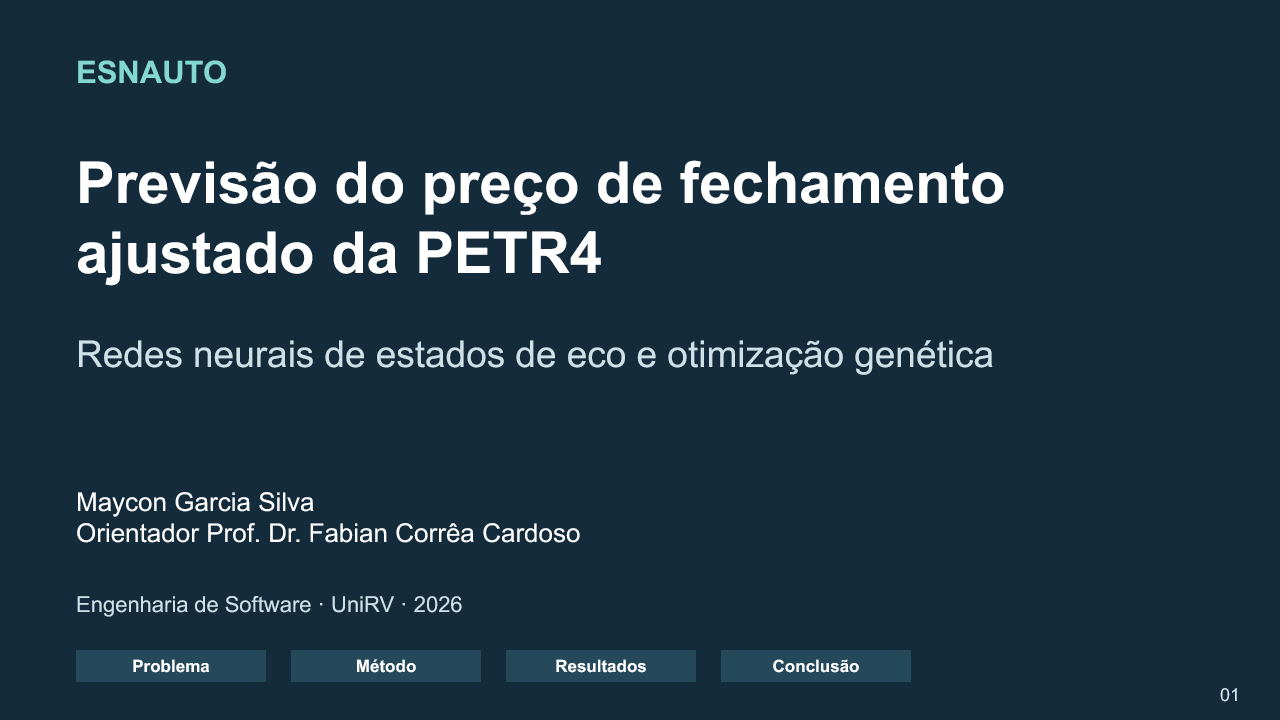 ESNAUTO
Previsão do preço de fechamento
ajustado da PETR4
Redes neurais de estados de eco e otimização genética
Maycon Garcia Silva
Orientador Prof. Dr. Fabian Corrêa Cardoso
Engenharia de Software · UniRV · 2026
Problema
Método
Resultados
Conclusão
01